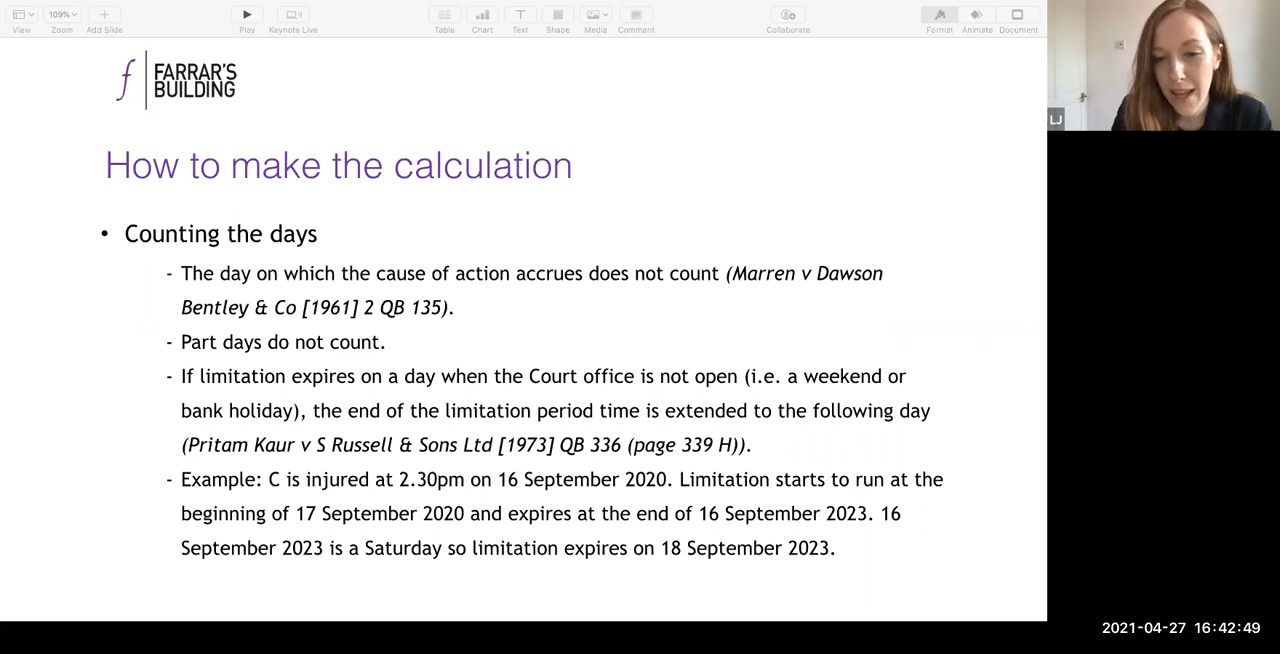 109%
View
Zoom
Add Slide
Play
Keynote Live
Table
Chart
Text
Shape
Media
Comment
Collaborate
Format
Animate
Document
f
FARRAR'S
BUILDING
LJ
How to make the calculation
• Counting the days
- The day on which the cause of action accrues does not count (Marren v Dawson
Bentley & Co [1961] 2 QB 135).
- Part days do not count.
- If limitation expires on a day when the Court office is not open (i.e. a weekend or
bank holiday), the end of the limitation period time is extended to the following day
(Pritam Kaur v S Russell & Sons Ltd [1973] QB 336 (page 339 H)).
- Example: C is injured at 2.30pm on 16 September 2020. Limitation starts to run at the
beginning of 17 September 2020 and expires at the end of 16 September 2023. 16
September 2023 is a Saturday so limitation expires on 18 September 2023.
2021-04-27 16:42:49